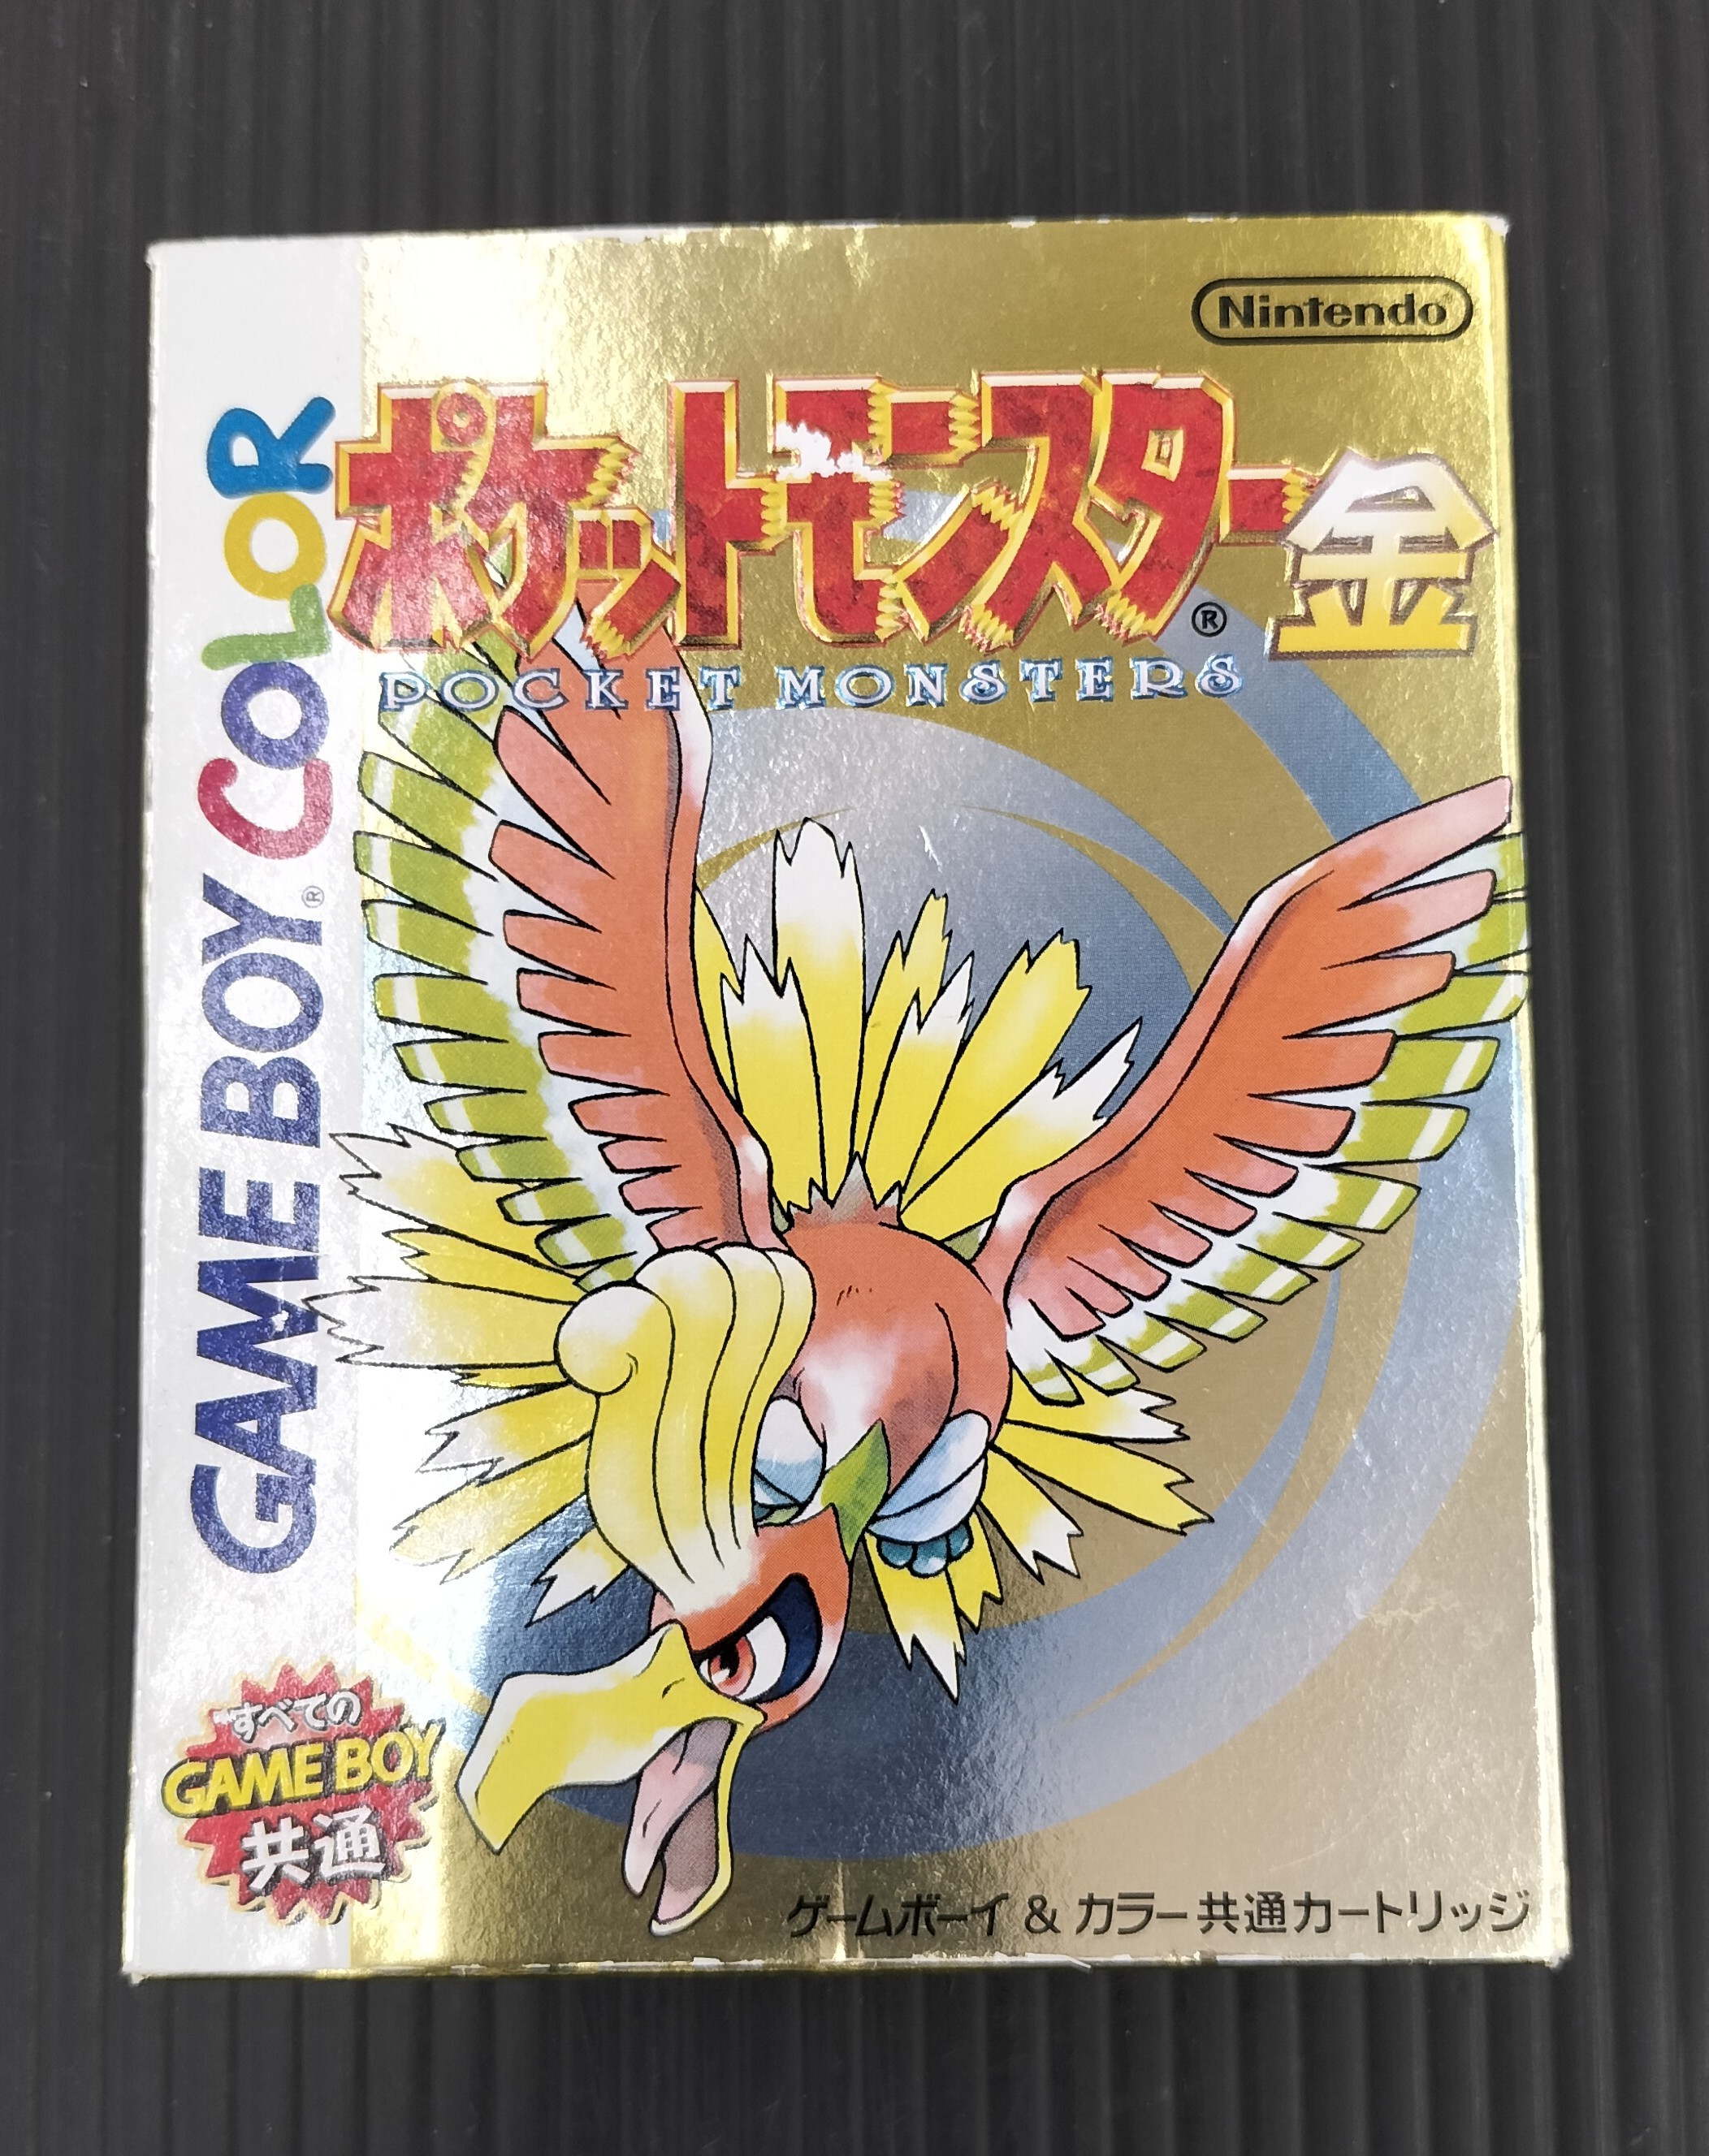 Nintendo
ポケットモンスター金
®
POCKET MONSTERS
GAME BOY® COLOR
すべての
GAME BOY
共通
ゲームボーイ & カラー共通カートリッジ